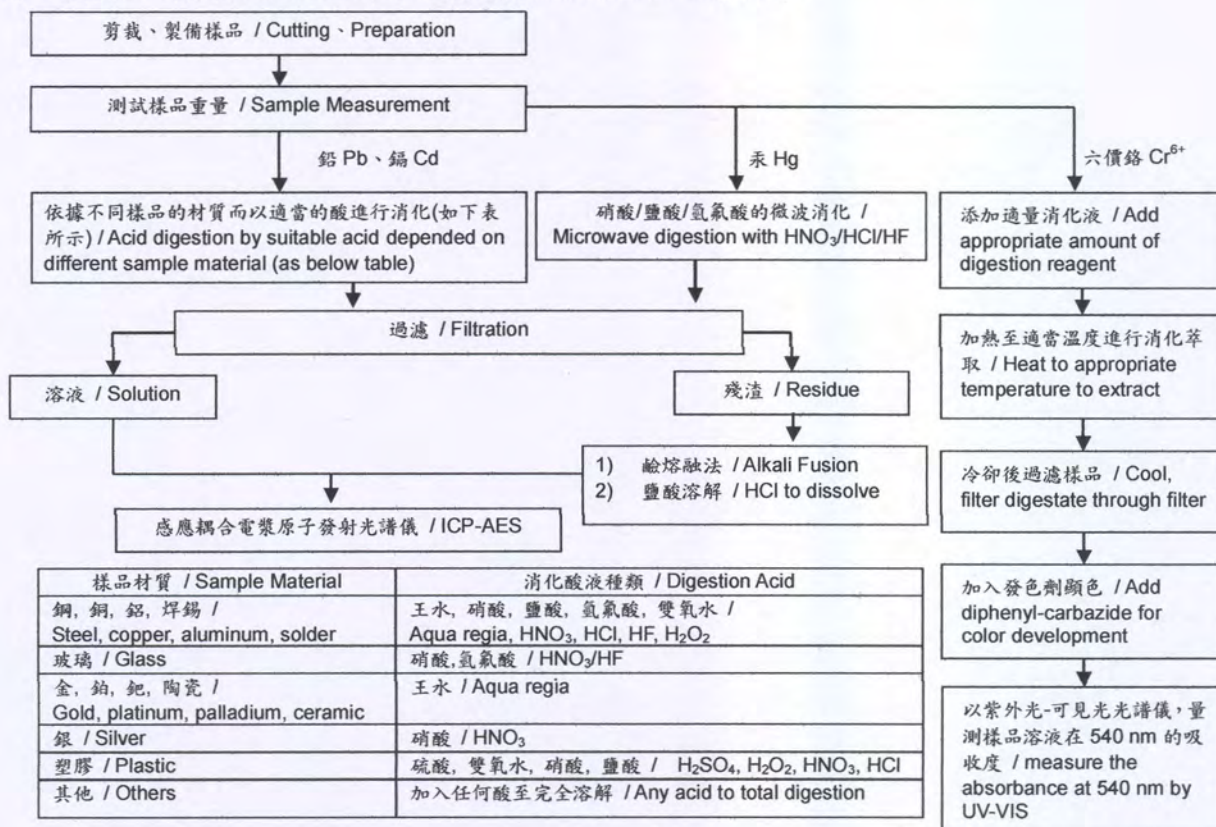 剪裁、製備樣品 / Cutting、Preparation
測試樣品重量 / Sample Measurement
鉛 Pb、鎘 Cd
汞 Hg
六價鉻 Cr⁶⁺
依據不同樣品的材質而以適當的酸進行消化(如下表
所示) / Acid digestion by suitable acid depended on
different sample material (as below table)
硝酸/鹽酸/氫氟酸的微波消化 /
Microwave digestion with HNO₃/HCl/HF
添加適量消化液 / Add
appropriate amount of
digestion reagent
過濾 / Filtration
加熱至適當溫度進行消化萃
取 / Heat to appropriate
temperature to extract
溶液 / Solution
殘渣 / Residue
1) 鹼熔融法 / Alkali Fusion
2) 鹽酸溶解 / HCl to dissolve
冷卻後過濾樣品 / Cool,
filter digestate through filter
感應耦合電漿原子發射光譜儀 / ICP-AES
樣品材質 / Sample Material
消化酸液種類 / Digestion Acid
鋼, 銅, 鋁, 焊錫 /
Steel, copper, aluminum, solder
王水, 硝酸, 鹽酸, 氫氟酸, 雙氧水 /
Aqua regia, HNO₃, HCl, HF, H₂O₂
玻璃 / Glass
硝酸,氫氟酸 / HNO₃/HF
金, 鉑, 鈀, 陶瓷 /
Gold, platinum, palladium, ceramic
王水 / Aqua regia
銀 / Silver
硝酸 / HNO₃
塑膠 / Plastic
硫酸, 雙氧水, 硝酸, 鹽酸 / H₂SO₄, H₂O₂, HNO₃, HCl
其他 / Others
加入任何酸至完全溶解 / Any acid to total digestion
加入發色劑顯色 / Add
diphenyl-carbazide for
color development
以紫外光-可見光光譜儀，量
測樣品溶液在 540 nm 的吸
收度 / measure the
absorbance at 540 nm by
UV-VIS